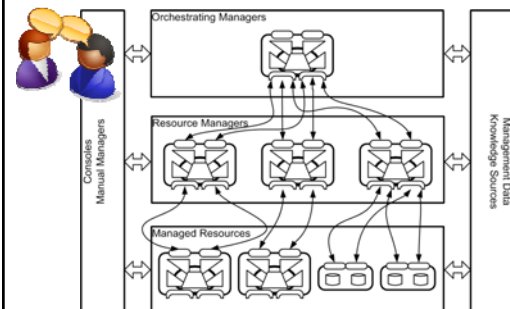 Orchestrating Managers
Resource Managers
Managed Resources
Consoles
Manual Managers
Management Data
Knowledge Sources